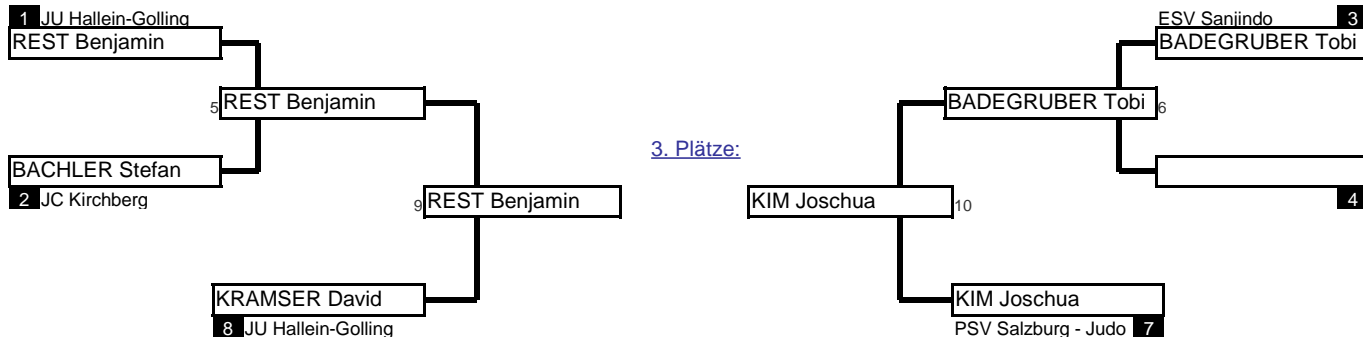 1 JU Hallein-Golling
REST Benjamin
5 REST Benjamin
BACHLER Stefan
2 JC Kirchberg
9 REST Benjamin
KRAMSER David
8 JU Hallein-Golling
3. Plätze:
ESV Sanjindo 3
BADEGRUBER Tobi
BADEGRUBER Tobi 6
4
KIM Joschua 10
KIM Joschua
PSV Salzburg - Judo 7